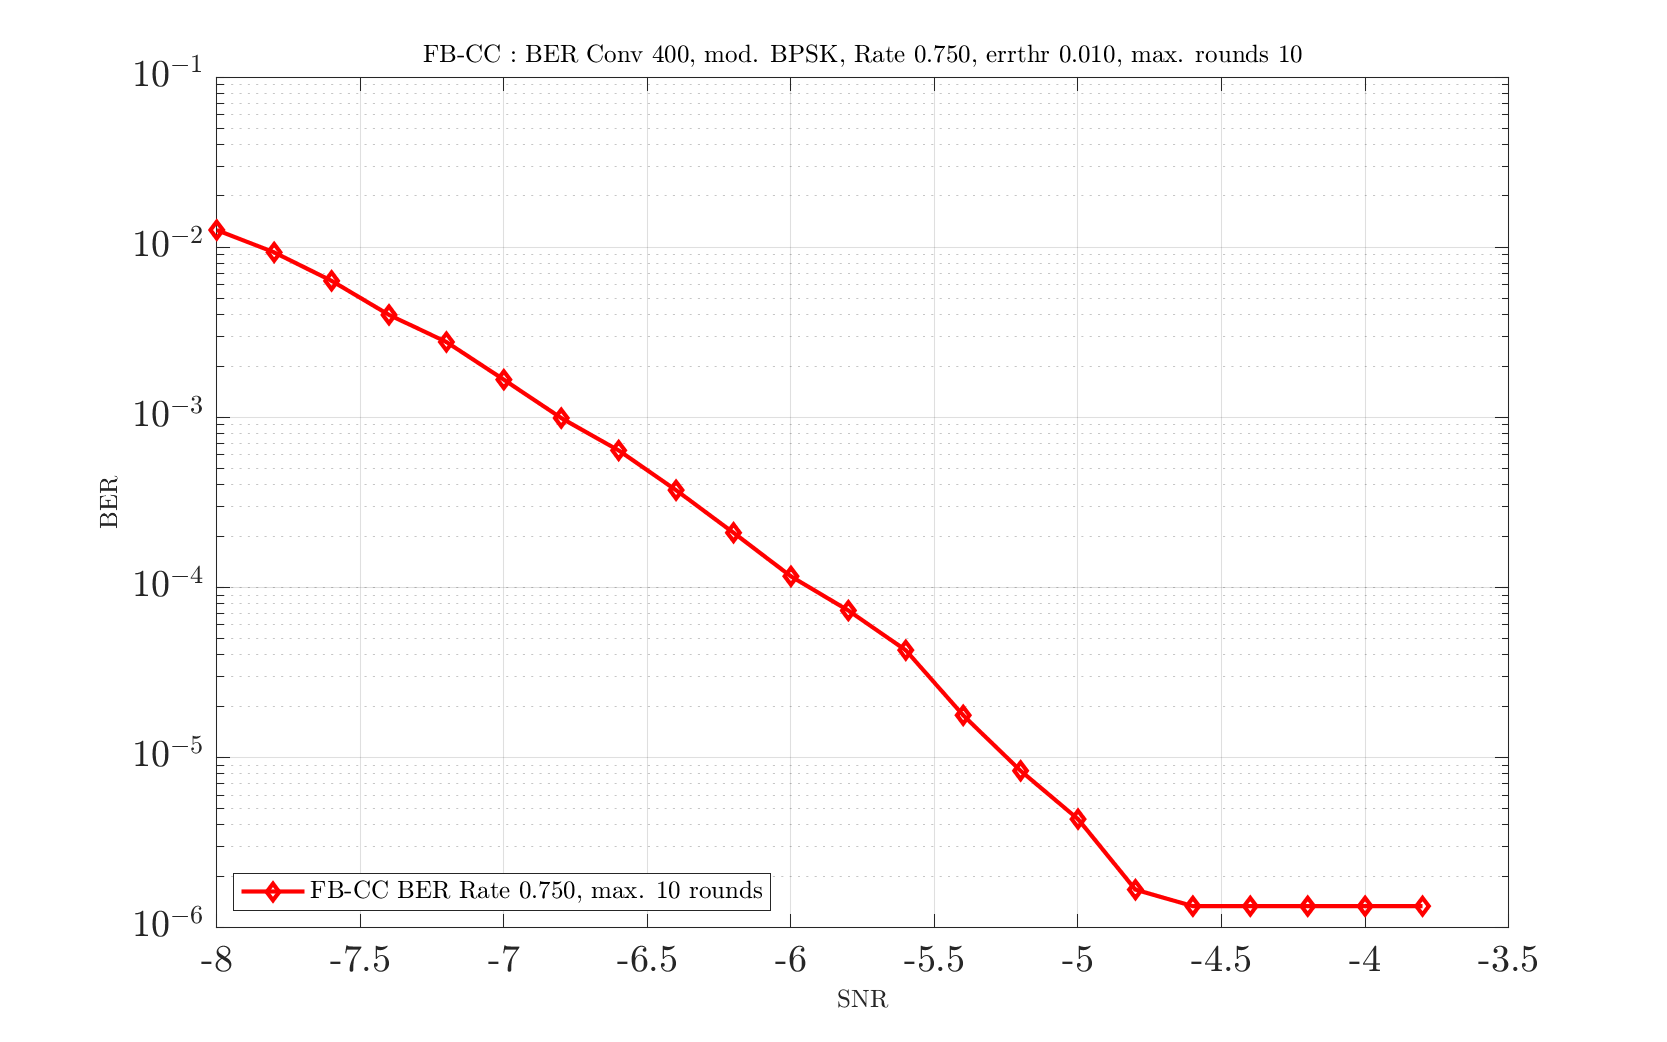 FB-CC : BER Conv 400, mod. BPSK, Rate 0.750, errthr 0.010, max. rounds 10
10⁻¹
10⁻²
10⁻³
10⁻⁴
10⁻⁵
10⁻⁶
BER
FB-CC BER Rate 0.750, max. 10 rounds
-8 -7.5 -7 -6.5 -6 -5.5 -5 -4.5 -4 -3.5
SNR